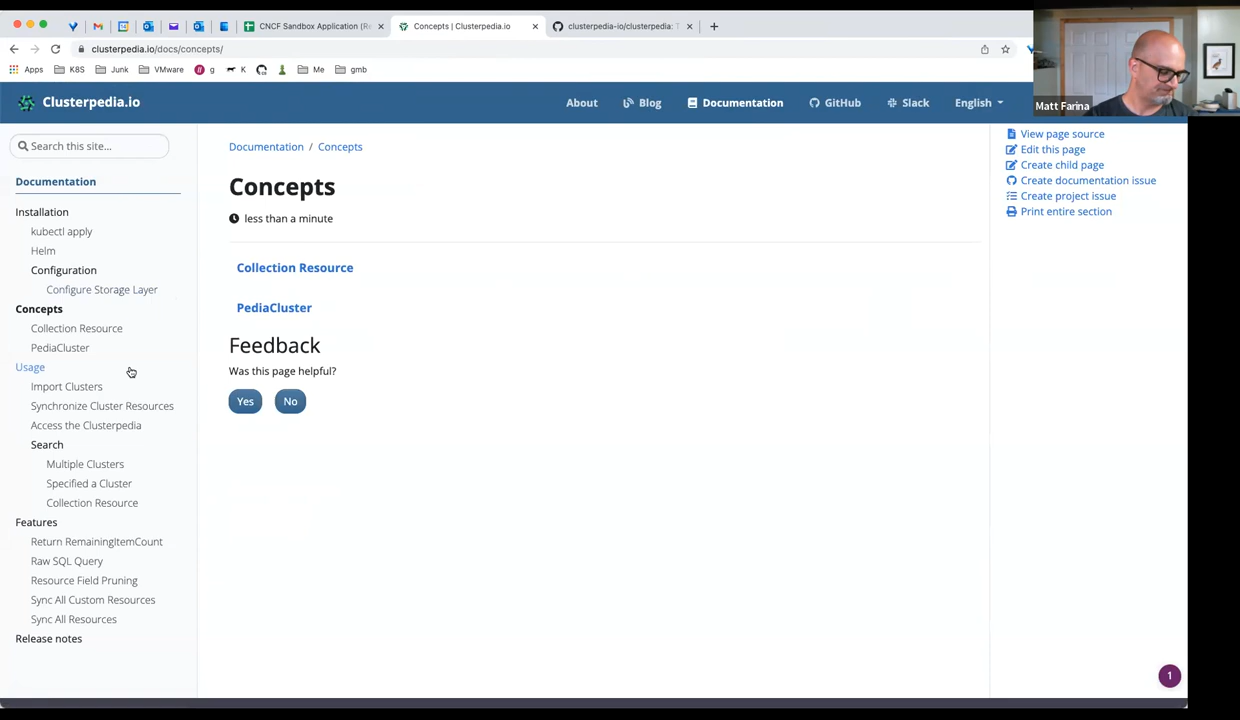 CNCF Sandbox Application (Re
Concepts | Clusterpedia.io
clusterpedia-io/clusterpedia: T
clusterpedia.io/docs/concepts/
Apps
K8S
Junk
VMware
g
K
Me
gmb
Matt Farina
Clusterpedia.io
About
Blog
Documentation
GitHub
Slack
English
Search this site...
Documentation
Installation
kubectl apply
Helm
Configuration
Configure Storage Layer
Concepts
Collection Resource
PediaCluster
Usage
Import Clusters
Synchronize Cluster Resources
Access the Clusterpedia
Search
Multiple Clusters
Specified a Cluster
Collection Resource
Features
Return RemainingItemCount
Raw SQL Query
Resource Field Pruning
Sync All Custom Resources
Sync All Resources
Release notes
Documentation / Concepts
Concepts
less than a minute
Collection Resource
PediaCluster
Feedback
Was this page helpful?
Yes
No
View page source
Edit this page
Create child page
Create documentation issue
Create project issue
Print entire section
1